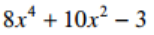 8x⁴ + 10x² − 3